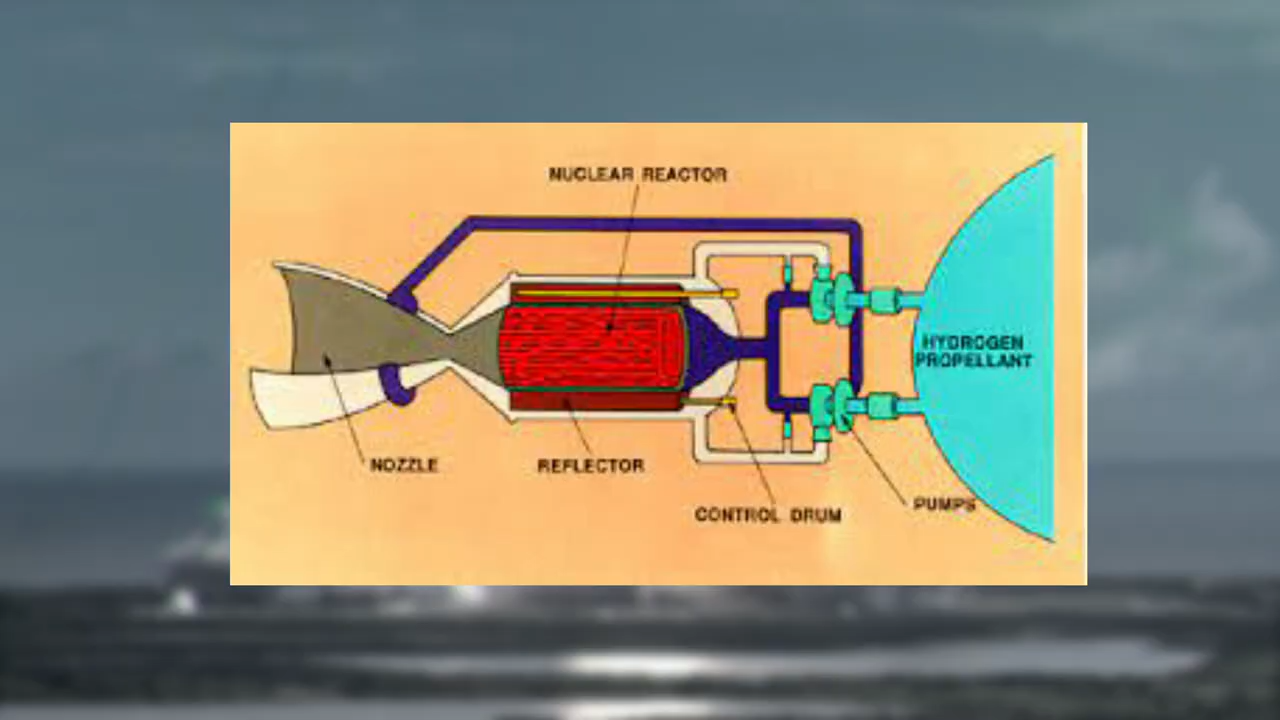 NUCLEAR REACTOR
HYDROGEN
PROPELLANT
NOZZLE
REFLECTOR
CONTROL DRUM
PUMPS